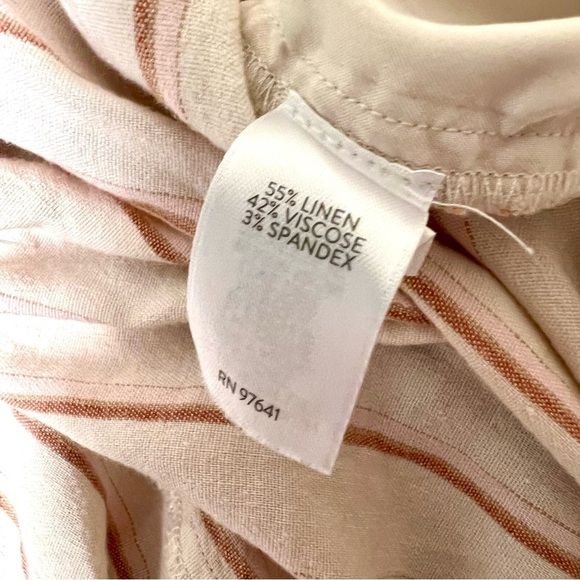 55% LINEN
42% VISCOSE
3% SPANDEX
RN 97641